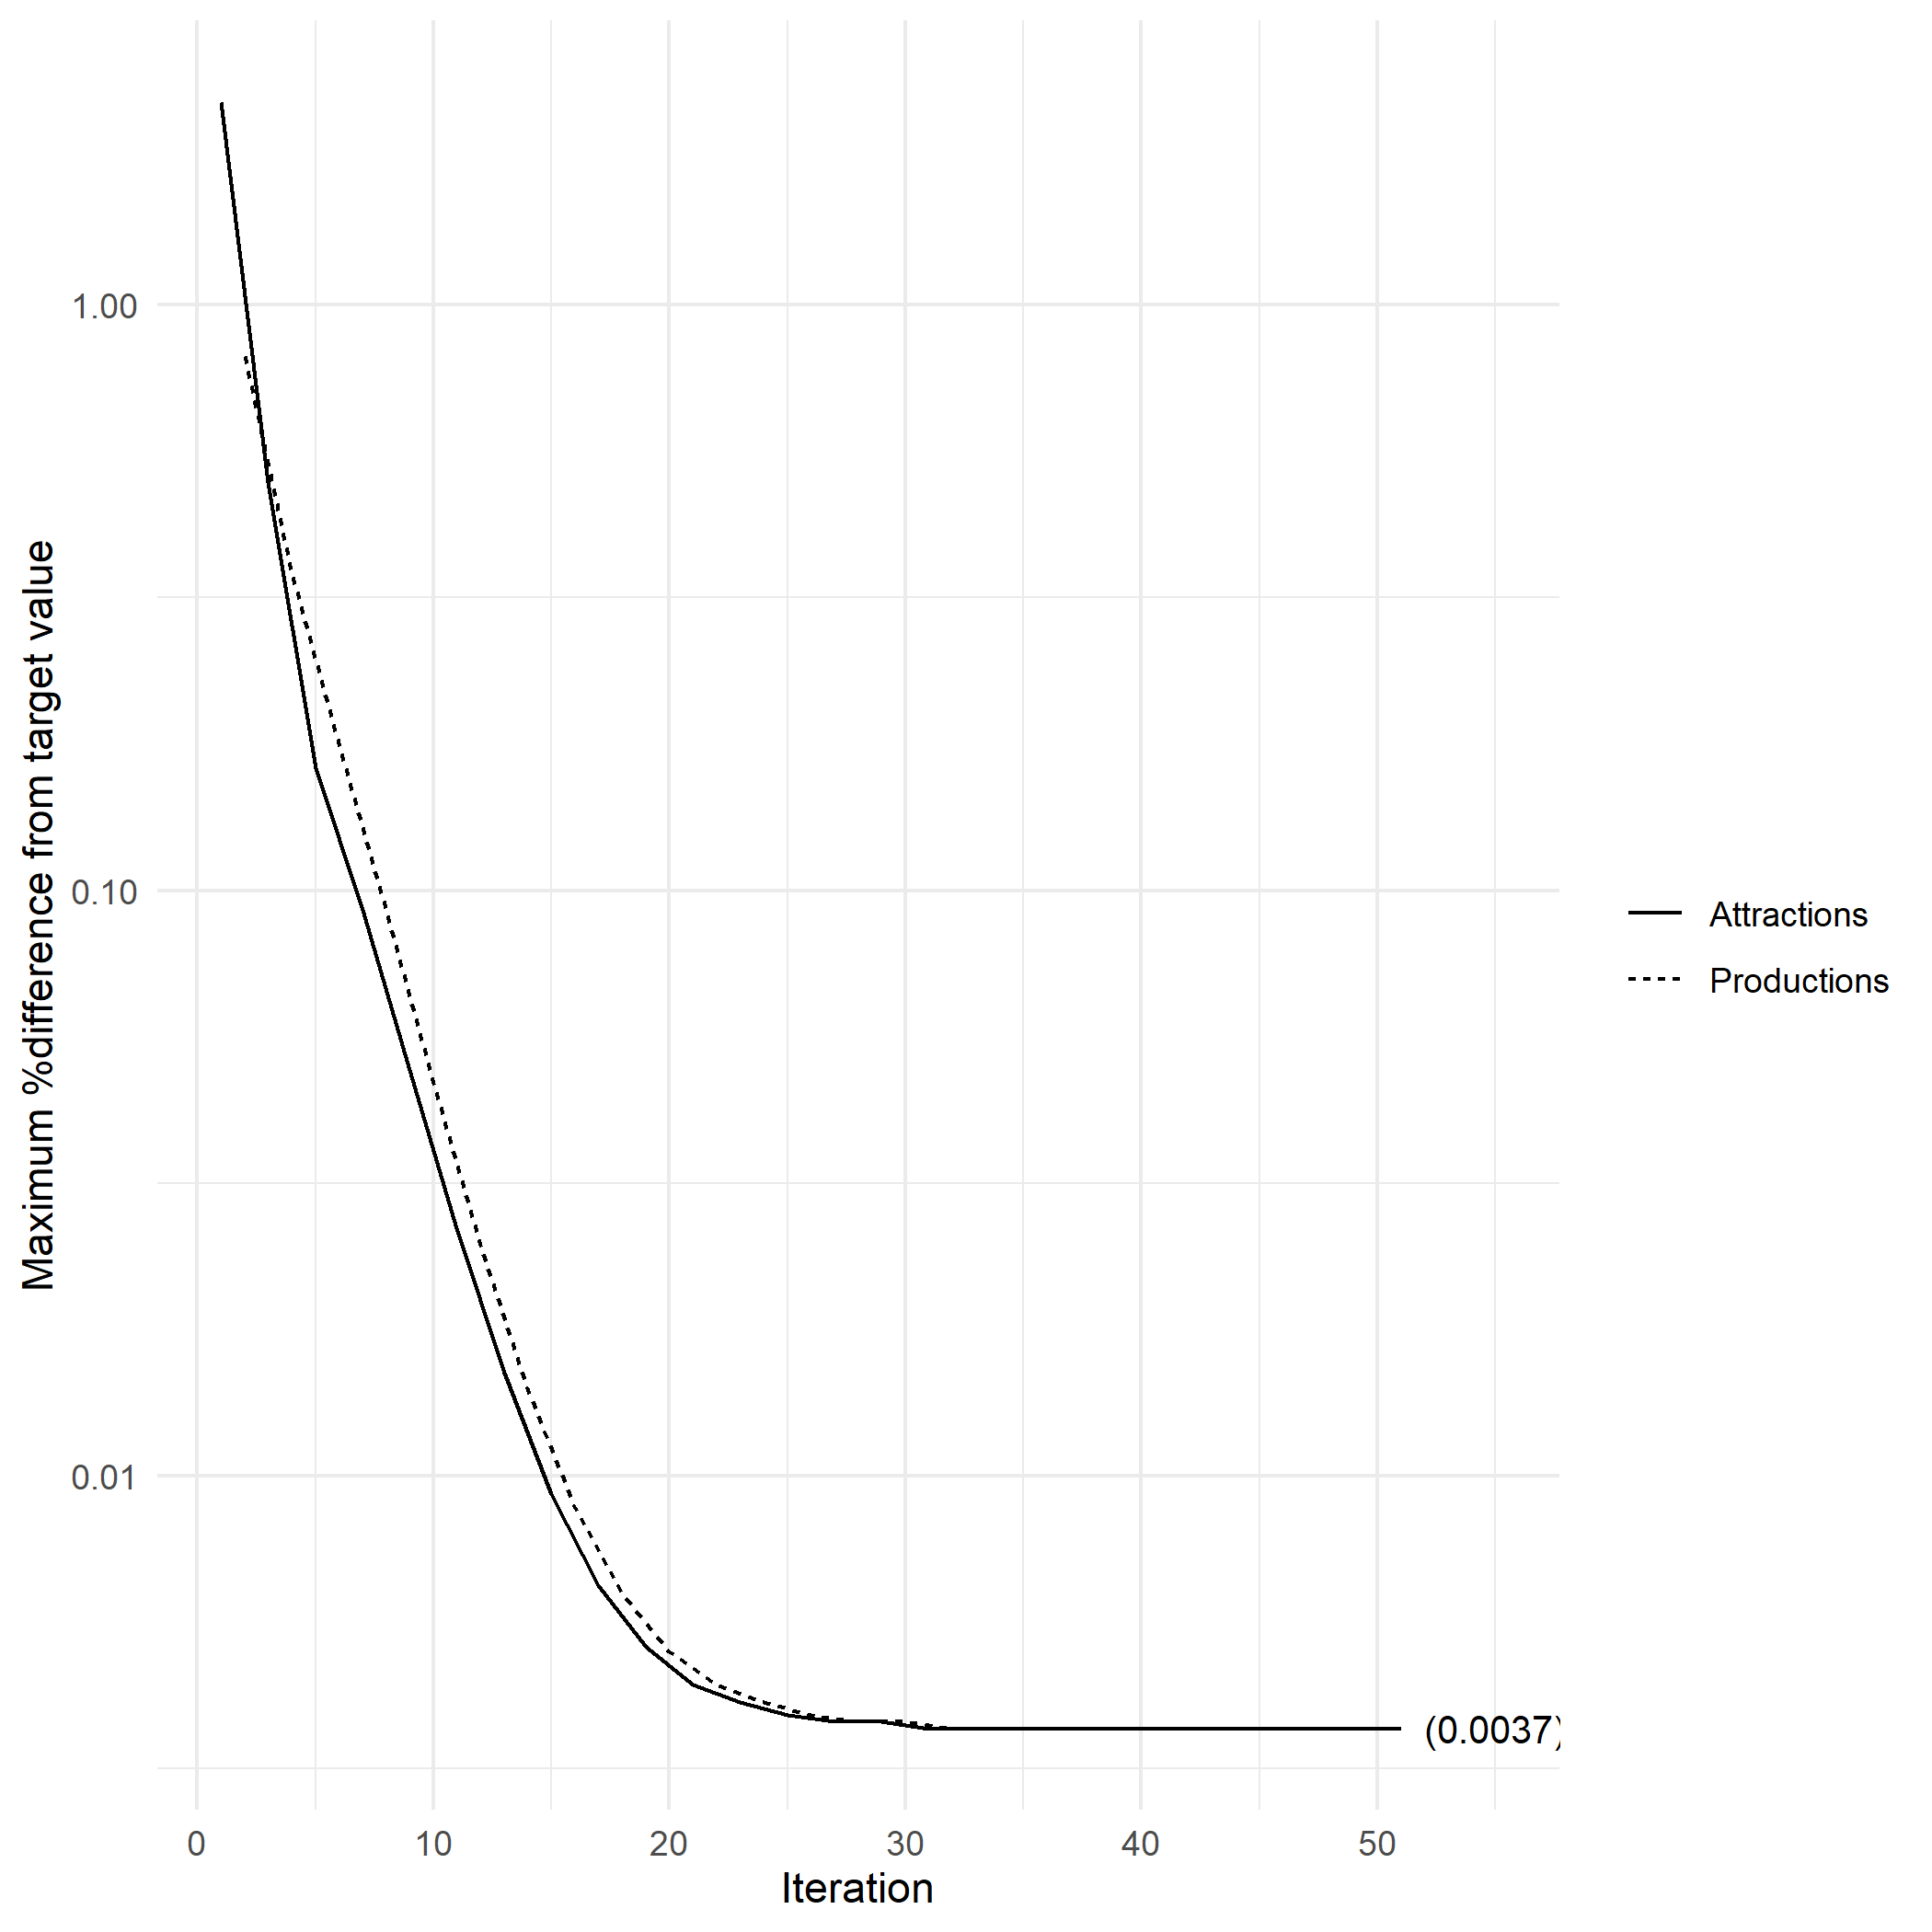 Maximum %difference from target value
1.00
0.10
0.01
0 10 20 30 40 50
Iteration
(0.0037)
Attractions
Productions